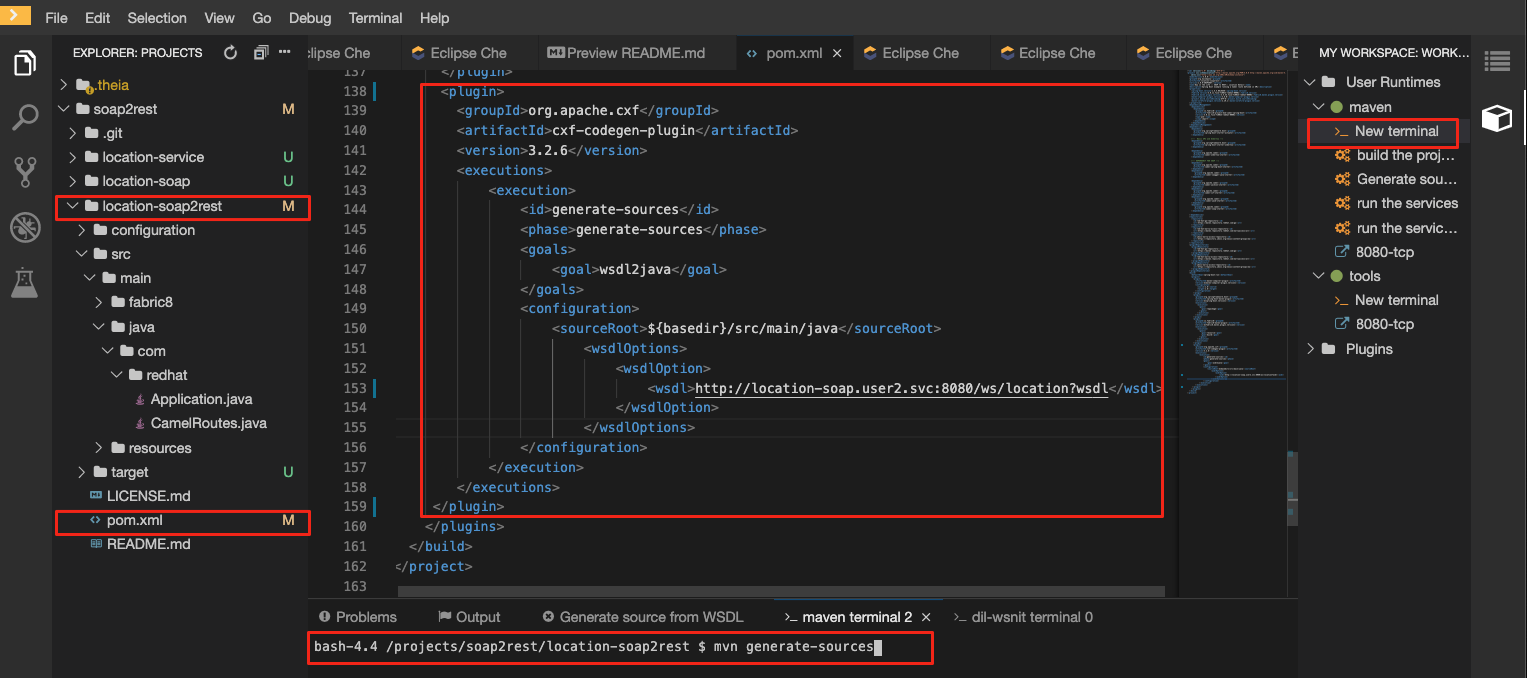 File Edit Selection View Go Debug Terminal Help
EXPLORER: PROJECTS
.theia
soap2rest M
.git
location-service U
location-soap U
location-soap2rest M
configuration
src
main
fabric8
java
com
redhat
Application.java
CamelRoutes.java
resources
target U
LICENSE.md
pom.xml M
README.md
clipse Che Eclipse Che Preview README.md pom.xml Eclipse Che Eclipse Che Eclipse Che E
137 </plugin>
138 <plugin>
139 <groupId>org.apache.cxf</groupId>
140 <artifactId>cxf-codegen-plugin</artifactId>
141 <version>3.2.6</version>
142 <executions>
143 <execution>
144 <id>generate-sources</id>
145 <phase>generate-sources</phase>
146 <goals>
147 <goal>wsdl2java</goal>
148 </goals>
149 <configuration>
150 <sourceRoot>${basedir}/src/main/java</sourceRoot>
151 <wsdlOptions>
152 <wsdlOption>
153 <wsdl>http://location-soap.user2.svc:8080/ws/location?wsdl</wsdl>
154 </wsdlOption>
155 </wsdlOptions>
156 </configuration>
157 </execution>
158 </executions>
159 </plugin>
160 </plugins>
161 </build>
162 </project>
163
Problems Output Generate source from WSDL >_ maven terminal 2 >_ dil-wsnit terminal 0
bash-4.4 /projects/soap2rest/location-soap2rest $ mvn generate-sources
MY WORKSPACE: WORK...
User Runtimes
maven
>_ New terminal
build the proj...
Generate sou...
run the services
run the servic...
8080-tcp
tools
>_ New terminal
8080-tcp
Plugins